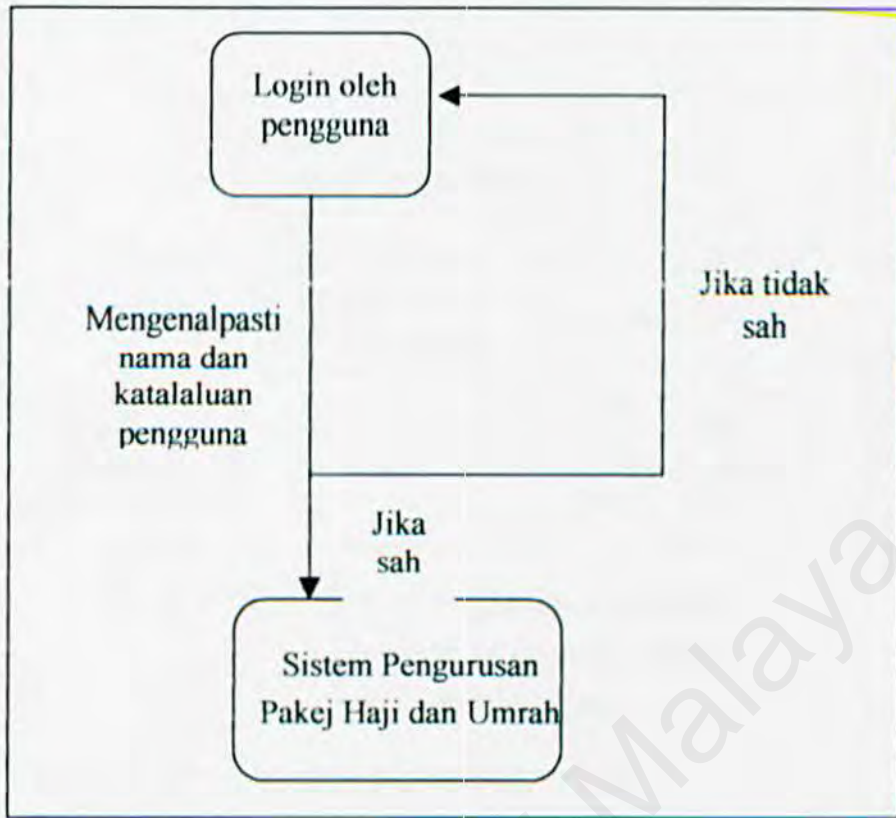 Login oleh
pengguna
Jika tidak
sah
Mengenalpasti
nama dan
katalaluan
pengguna
Jika
sah
Sistem Pengurusan
Pakej Haji dan Umrah
Malaya